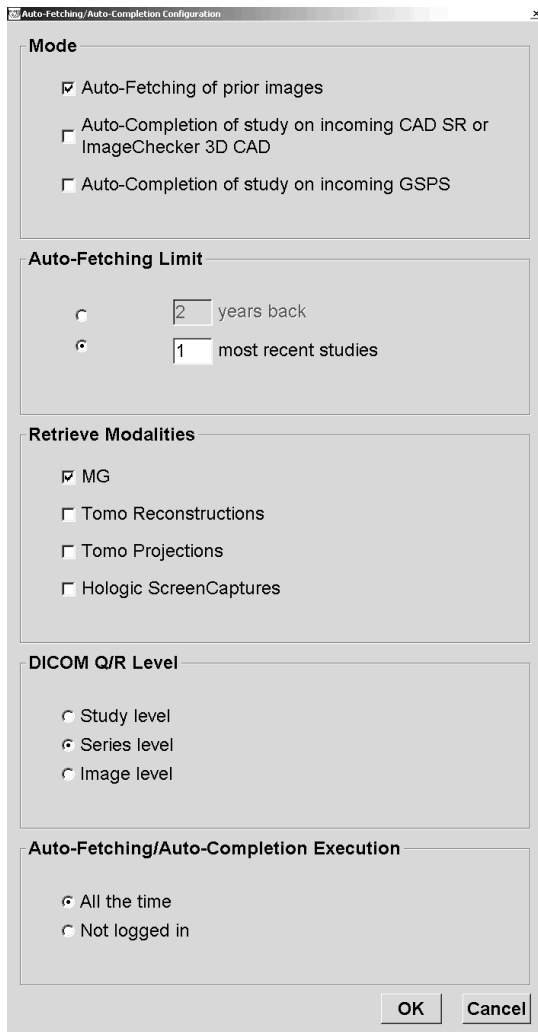 Auto-Fetching/Auto-Completion Configuration
Mode
Auto-Fetching of prior images
Auto-Completion of study on incoming CAD SR or
ImageChecker 3D CAD
Auto-Completion of study on incoming GSPS
Auto-Fetching Limit
2 years back
1 most recent studies
Retrieve Modalities
MG
Tomo Reconstructions
Tomo Projections
Hologic ScreenCaptures
DICOM Q/R Level
Study level
Series level
Image level
Auto-Fetching/Auto-Completion Execution
All the time
Not logged in
OK Cancel